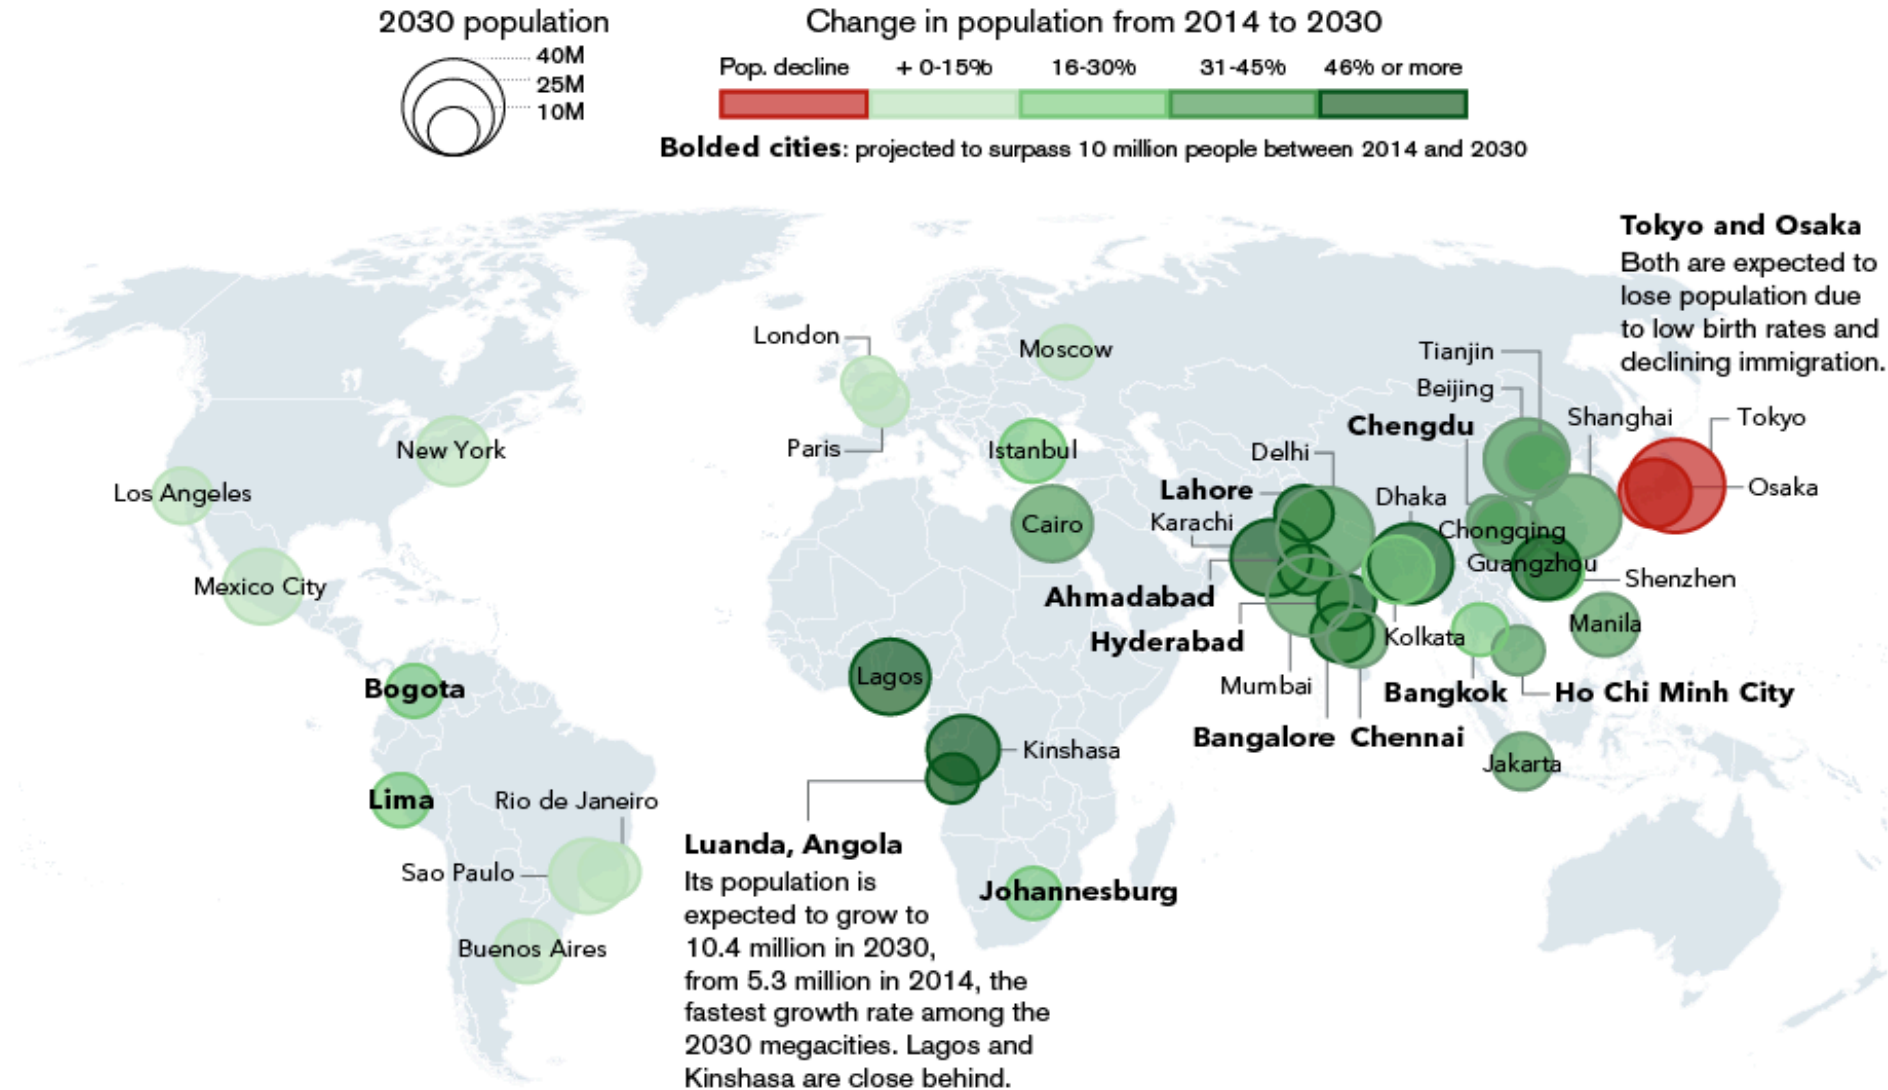 2030 population
40M
25M
10M
Change in population from 2014 to 2030
Pop. decline
+ 0-15%
16-30%
31-45%
46% or more
Bolded cities: projected to surpass 10 million people between 2014 and 2030
Tokyo and Osaka
Both are expected to
lose population due
to low birth rates and
declining immigration.
London
Moscow
Tianjin
Beijing
Shanghai
Tokyo
Chengdu
New York
Paris
Istanbul
Delhi
Los Angeles
Lahore
Dhaka
Osaka
Karachi
Cairo
Chongqing
Guangzhou
Shenzhen
Mexico City
Ahmadabad
Manila
Hyderabad
Kolkata
Lagos
Mumbai
Bangkok
Ho Chi Minh City
Bogota
Bangalore
Chennai
Kinshasa
Jakarta
Lima
Rio de Janeiro
Sao Paulo
Johannesburg
Buenos Aires
Luanda, Angola
Its population is
expected to grow to
10.4 million in 2030,
from 5.3 million in 2014, the
fastest growth rate among the
2030 megacities. Lagos and
Kinshasa are close behind.